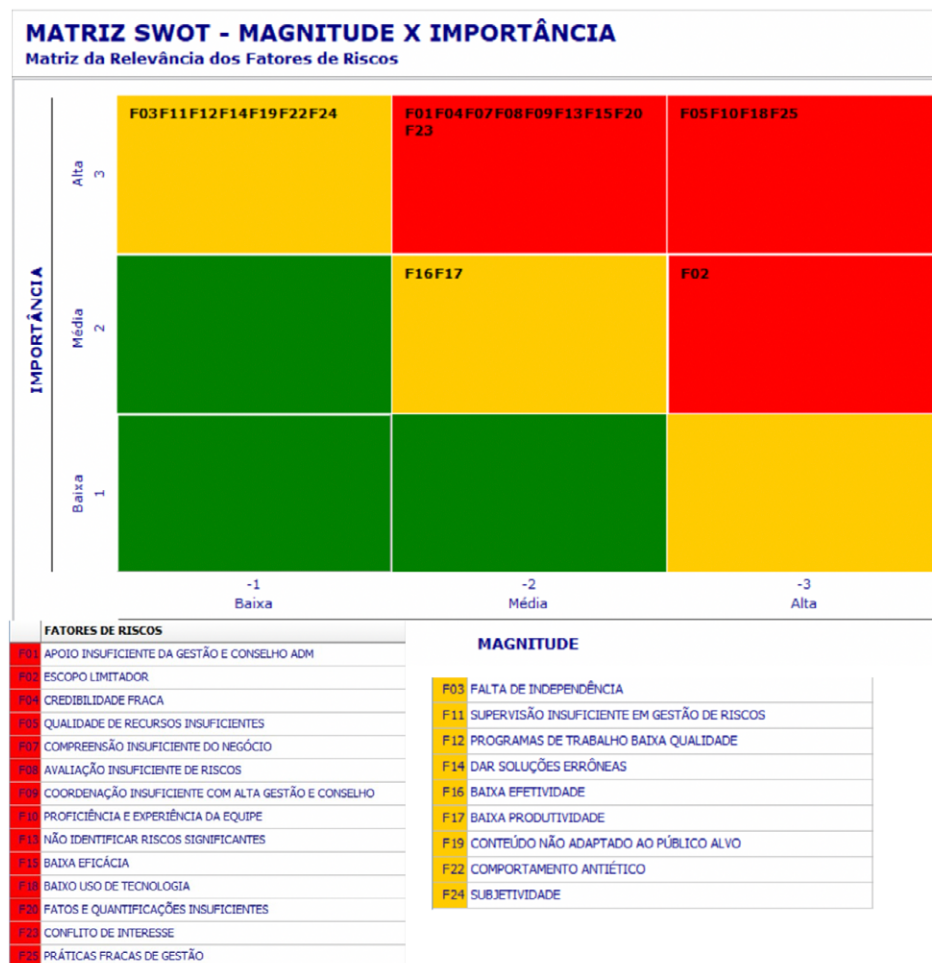 MATRIZ SWOT - MAGNITUDE X IMPORTÂNCIA
Matriz da Relevância dos Fatores de Riscos
IMPORTÂNCIA
Alta
3
F03F11F12F14F19F22F24
F01F04F07F08F09F13F15F20
F23
F05F10F18F25
Média
2
F16F17
F02
Baixa
1
-1
Baixa
-2
Média
-3
Alta
MAGNITUDE
FATORES DE RISCOS
F01 APOIO INSUFICIENTE DA GESTÃO E CONSELHO ADM
F02 ESCOPO LIMITADOR
F04 CREDIBILIDADE FRACA
F05 QUALIDADE DE RECURSOS INSUFICIENTES
F07 COMPREENSÃO INSUFICIENTE DO NEGÓCIO
F08 AVALIAÇÃO INSUFICIENTE DE RISCOS
F09 COORDENAÇÃO INSUFICIENTE COM ALTA GESTÃO E CONSELHO
F10 PROFICIÊNCIA E EXPERIÊNCIA DA EQUIPE
F13 NÃO IDENTIFICAR RISCOS SIGNIFICANTES
F15 BAIXA EFICÁCIA
F18 BAIXO USO DE TECNOLOGIA
F20 FATOS E QUANTIFICAÇÕES INSUFICIENTES
F23 CONFLITO DE INTERESSE
F25 PRÁTICAS FRACAS DE GESTÃO
F03 FALTA DE INDEPENDÊNCIA
F11 SUPERVISÃO INSUFICIENTE EM GESTÃO DE RISCOS
F12 PROGRAMAS DE TRABALHO BAIXA QUALIDADE
F14 DAR SOLUÇÕES ERRÔNEAS
F16 BAIXA EFETIVIDADE
F17 BAIXA PRODUTIVIDADE
F19 CONTEÚDO NÃO ADAPTADO AO PÚBLICO ALVO
F22 COMPORTAMENTO ANTIÉTICO
F24 SUBJETIVIDADE